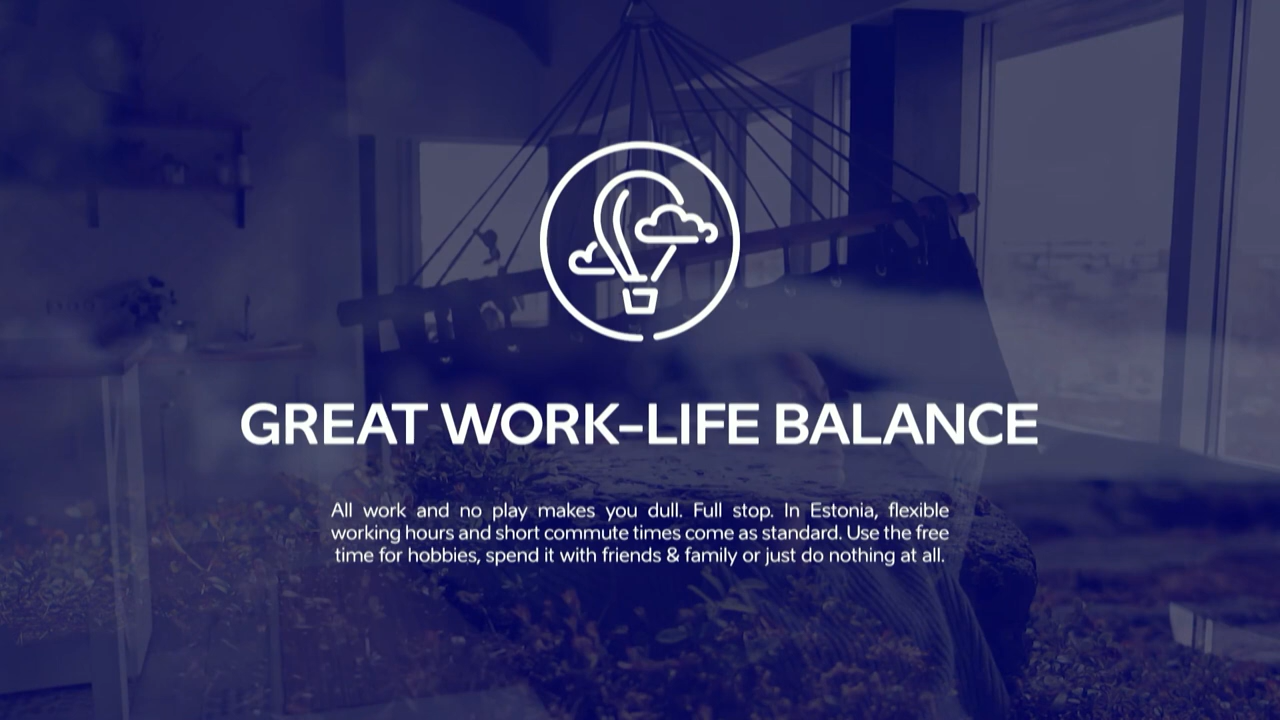 GREAT WORK-LIFE BALANCE
All work and no play makes you dull. Full stop. In Estonia, flexible
working hours and short commute times come as standard. Use the free
time for hobbies, spend it with friends & family or just do nothing at all.